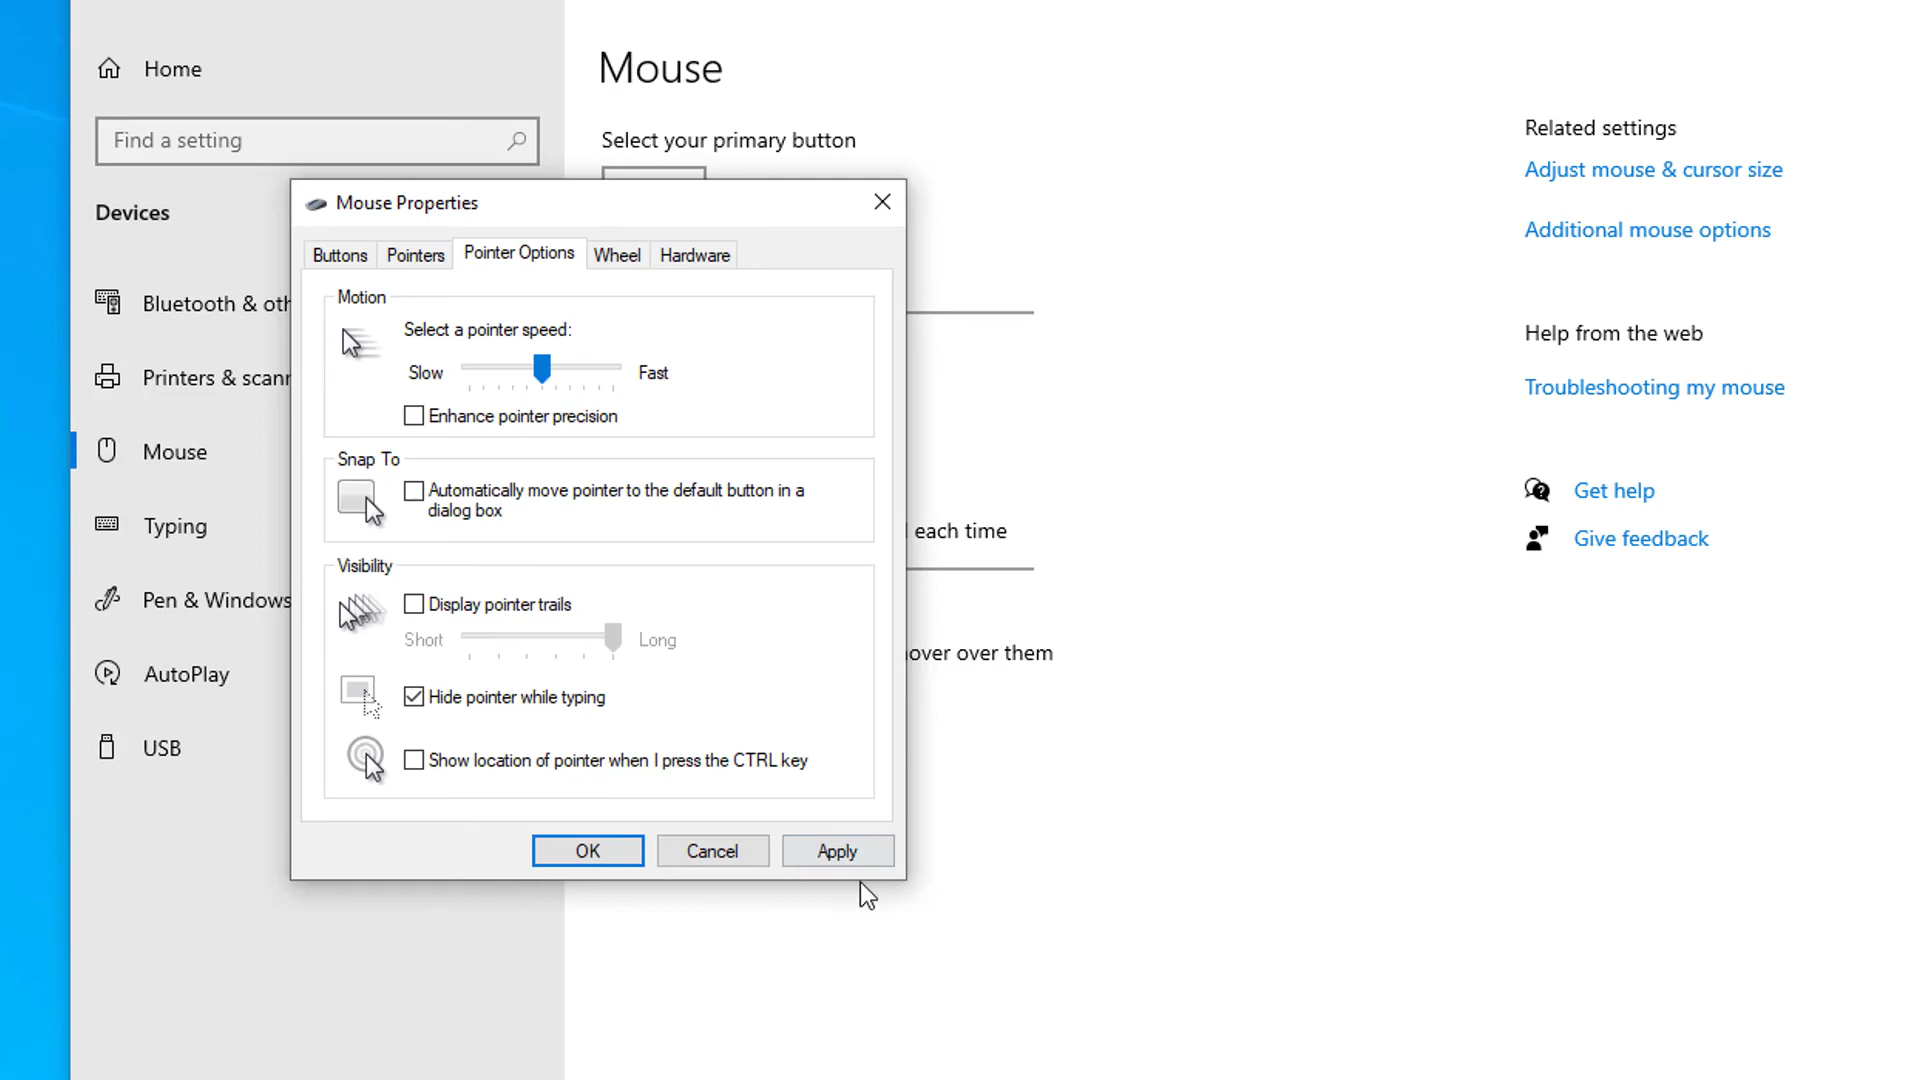 Home
Find a setting
Devices
Bluetooth & oth
Printers & scanr
Mouse
Typing
Pen & Windows
AutoPlay
USB
Mouse
Select your primary button
each time
over over them
Mouse Properties
Buttons
Pointers
Pointer Options
Wheel
Hardware
Motion
Select a pointer speed:
Slow
Fast
Enhance pointer precision
Snap To
Automatically move pointer to the default button in a
dialog box
Visibility
Display pointer trails
Short
Long
Hide pointer while typing
Show location of pointer when I press the CTRL key
OK
Cancel
Apply
Related settings
Adjust mouse & cursor size
Additional mouse options
Help from the web
Troubleshooting my mouse
Get help
Give feedback